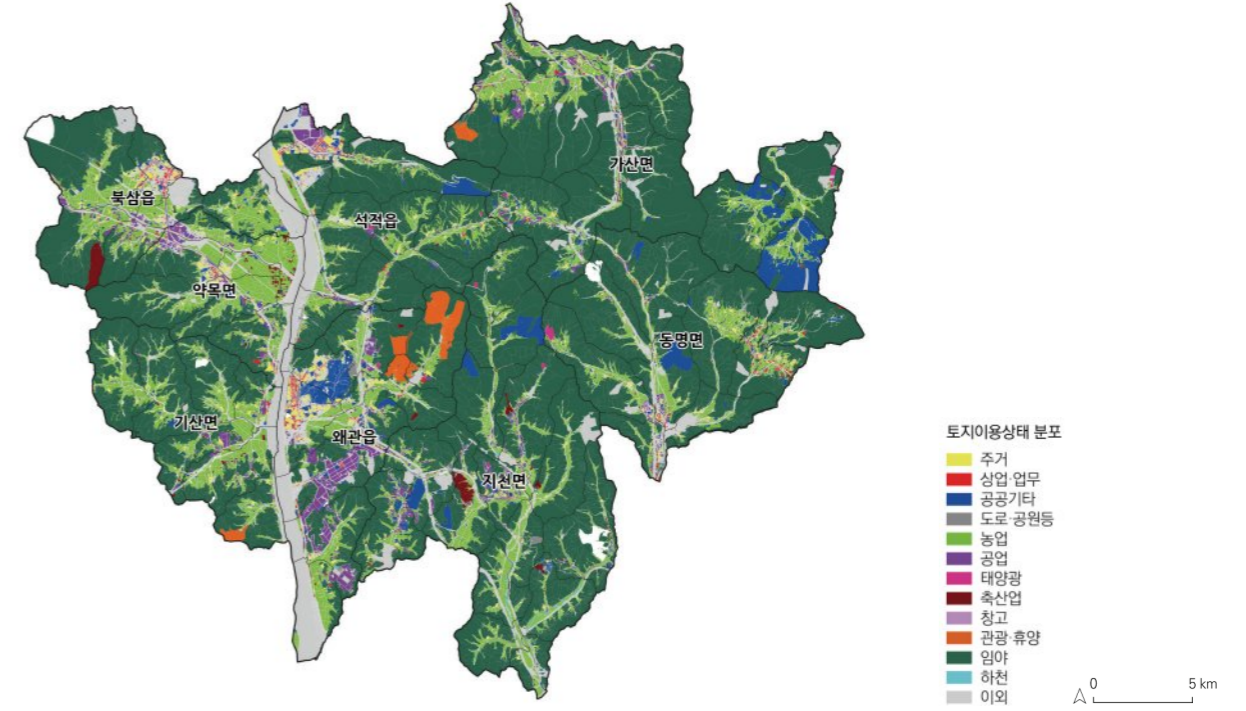 가산면
북삼읍
석적읍
약목면
동명면
기산면
왜관읍
지천면
토지이용상태 분포
주거
상업·업무
공공기타
도로·공원등
농업
공업
태양광
축산업
창고
관광·휴양
임야
하천
이외
0 5 km